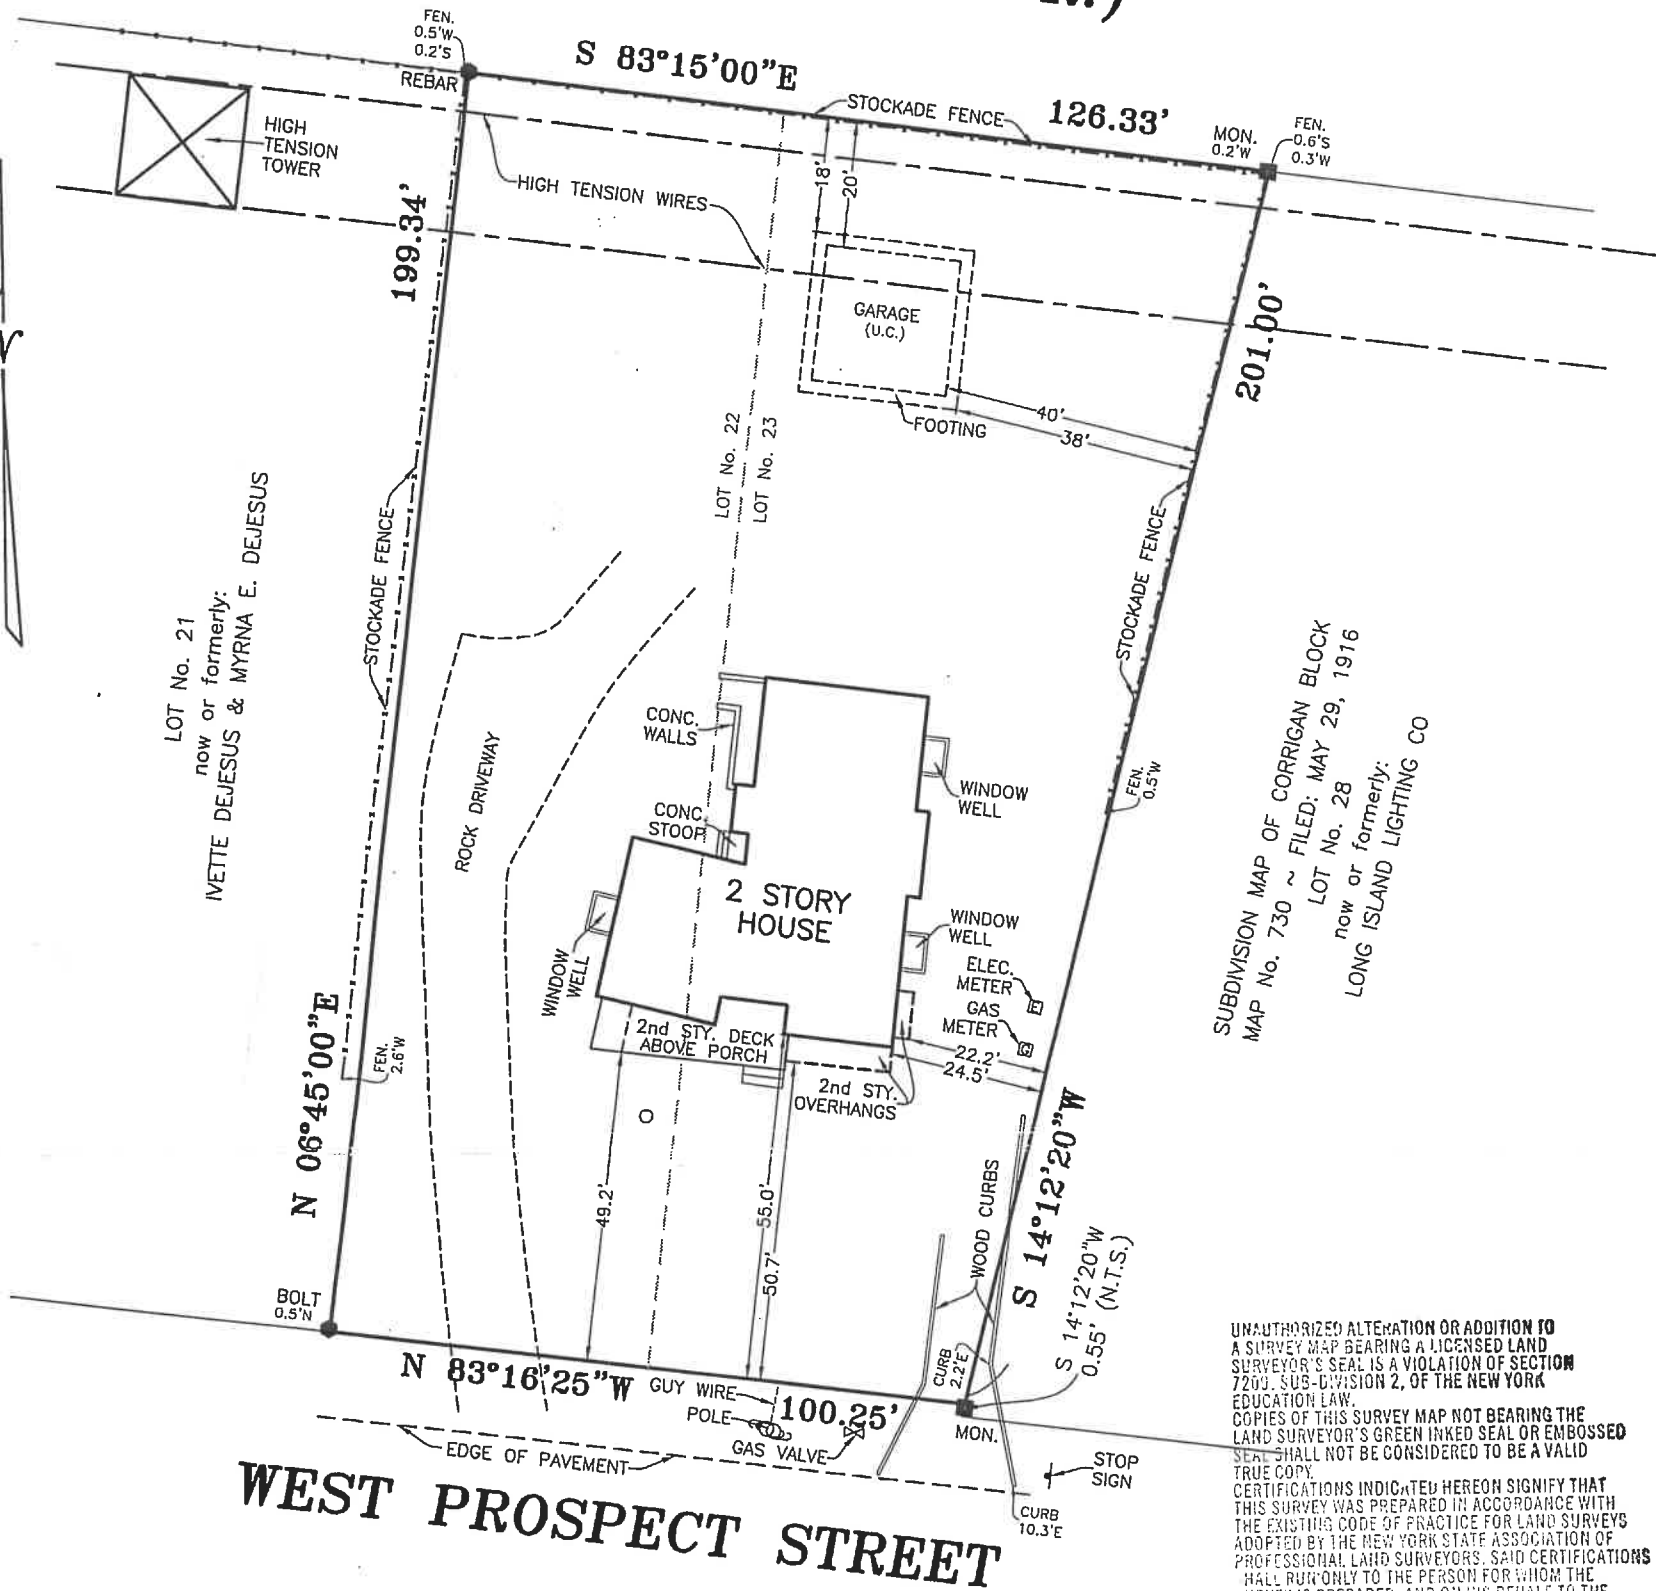 FEN.
0.5'W
0.2'S
REBAR
S 83°15'00"E
STOCKADE FENCE
126.33'
MON.
0.2'W
FEN.
0.6'S
0.3'W
HIGH
TENSION
TOWER
HIGH TENSION WIRES
18'
20'
199.34'
GARAGE
(U.C.)
FOOTING
40'
38'
201.00'
LOT No. 22
LOT No. 23
LOT No. 21
now or formerly:
IVETTE DEJESUS & MYRNA E. DEJESUS
STOCKADE FENCE
STOCKADE FENCE
ROCK DRIVEWAY
CONC.
WALLS
CONC.
STOOP
WINDOW
WELL
2 STORY
HOUSE
WINDOW
WELL
WINDOW
WELL
ELEC.
METER
E
GAS
METER
G
FEN.
0.5'W
SUBDIVISION MAP OF CORRIGAN BLOCK
MAP No. 730 ~ FILED: MAY 29, 1916
LOT No. 28
now or formerly:
LONG ISLAND LIGHTING CO
2nd STY. DECK
ABOVE PORCH
2nd STY.
OVERHANGS
22.2'
24.5'
N 06°45'00"E
FEN.
2.6'W
49.2'
55.0'
50.7'
WOOD CURBS
S 14°12'20"W
S 14°12'20"W
0.55' (N.T.S.)
BOLT
0.5'N
N 83°16'25"W
GUY WIRE
100.25'
POLE
GAS VALVE
CURB
2.2'E
MON.
EDGE OF PAVEMENT
STOP
SIGN
CURB
10.3'E
WEST PROSPECT STREET
UNAUTHORIZED ALTERATION OR ADDITION TO
A SURVEY MAP BEARING A LICENSED LAND
SURVEYOR'S SEAL IS A VIOLATION OF SECTION
7209, SUB-DIVISION 2, OF THE NEW YORK
EDUCATION LAW.
COPIES OF THIS SURVEY MAP NOT BEARING THE
LAND SURVEYOR'S GREEN INKED SEAL OR EMBOSSED
SEAL SHALL NOT BE CONSIDERED TO BE A VALID
TRUE COPY.
CERTIFICATIONS INDICATED HEREON SIGNIFY THAT
THIS SURVEY WAS PREPARED IN ACCORDANCE WITH
THE EXISTING CODE OF PRACTICE FOR LAND SURVEYS
ADOPTED BY THE NEW YORK STATE ASSOCIATION OF
PROFESSIONAL LAND SURVEYORS. SAID CERTIFICATIONS
HALL RUN ONLY TO THE PERSON FOR WHOM THE